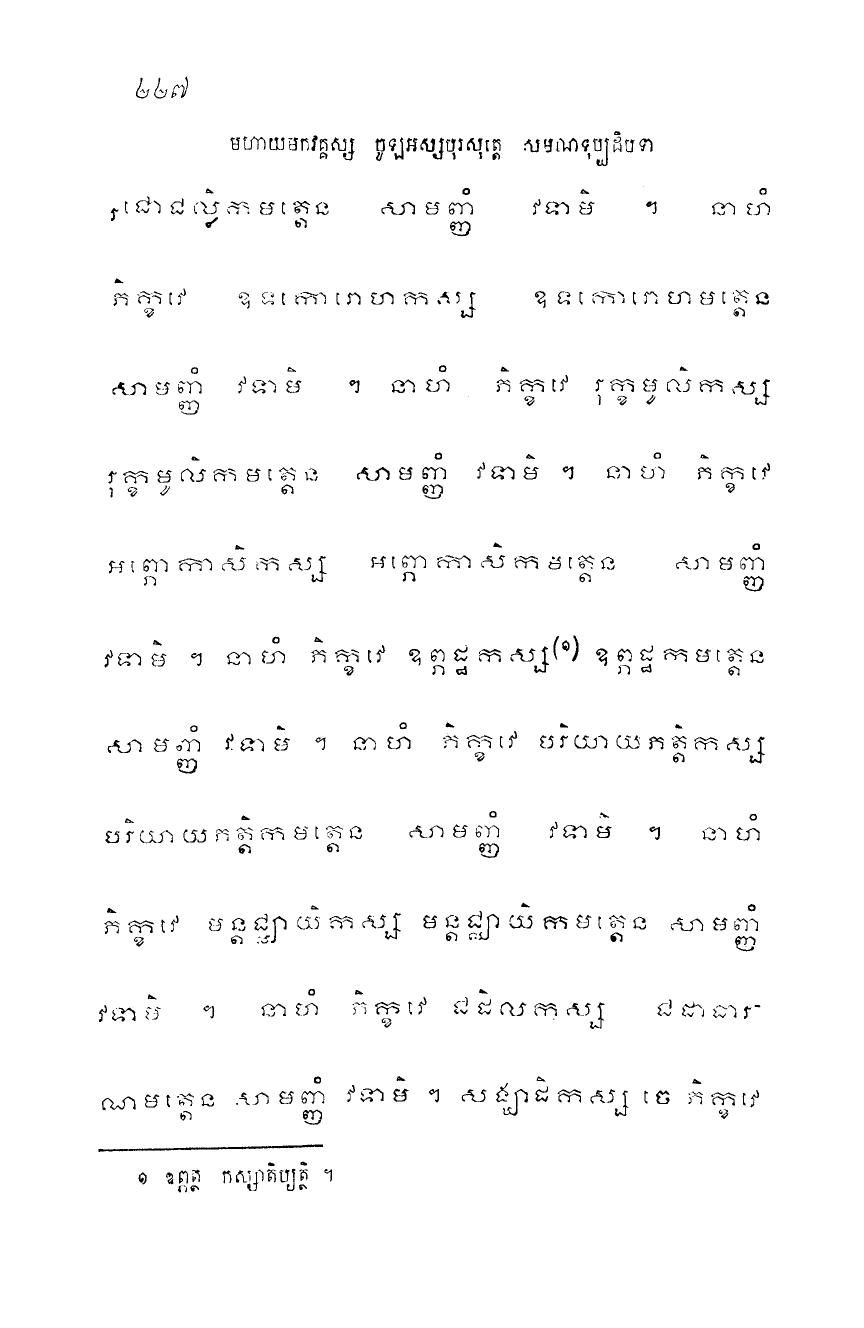 ២២៧
មហាយមកវគ្គស្ស ចូឡអស្សបុរសុត្តេ សមណទុប្បដិបទា
រជោជល្លិកមត្តេន សាមញ្ញំ វទាមិ ។ នាហំ
ភិក្ខវេ ឧទកោរោហកស្ស ឧទកោរោហមត្តេន
សាមញ្ញំ វទាមិ ។ នាហំ ភិក្ខវេ រុក្ខមូលិកស្ស
រុក្ខមូលិកមត្តេន សាមញ្ញំ វទាមិ ។ នាហំ ភិក្ខវេ
អព្ភោកាសិកស្ស អព្ភោកាសិកមត្តេន សាមញ្ញំ
វទាមិ ។ នាហំ ភិក្ខវេ ឧព្ភដ្ឋកស្ស(១) ឧព្ភដ្ឋកមត្តេន
សាមញ្ញំ វទាមិ ។ នាហំ ភិក្ខវេ បរិយាយភត្តិកស្ស
បរិយាយភត្តិកមត្តេន សាមញ្ញំ វទាមិ ។ នាហំ
ភិក្ខវេ មន្តជ្ឈាយិកស្ស មន្តជ្ឈាយិកមត្តេន សាមញ្ញំ
វទាមិ ។ នាហំ ភិក្ខវេ ជដិលកស្ស ជដាធារ-
ណមត្តេន សាមញ្ញំ វទាមិ ។ សង្ឃាដិកស្ស ចេ ភិក្ខវេ
១ ឧព្ភត្ថ កស្សាតិប្យត្ថិ ។